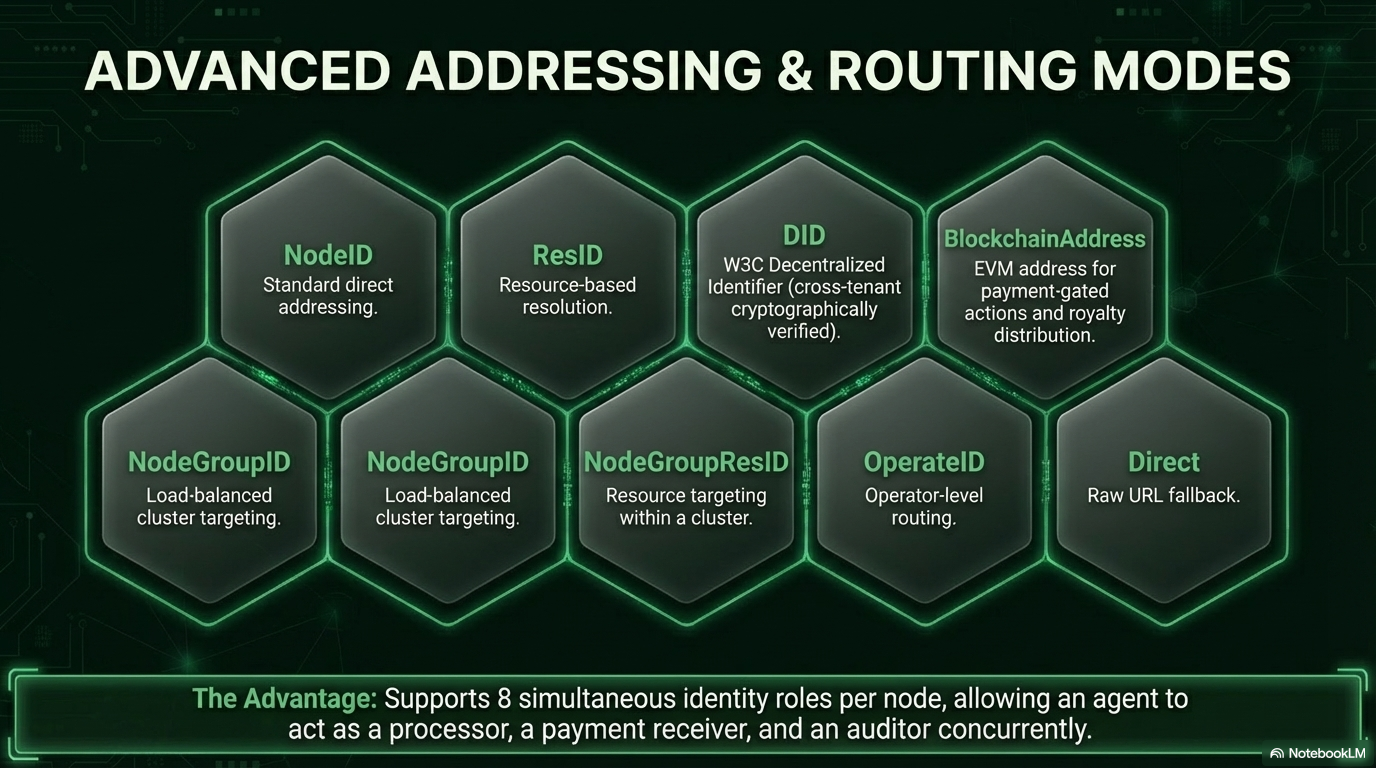 ADVANCED ADDRESSING & ROUTING MODES
NodeID
Standard direct
addressing.
ResID
Resource-based
resolution.
DID
W3C Decentralized
Identifier (cross-tenant
cryptographically
verified).
BlockchainAddress
EVM address for
payment-gated
actions and royalty
distribution.
NodeGroupID
Load-balanced
cluster targeting.
NodeGroupID
Load-balanced
cluster targeting.
NodeGroupResID
Resource targeting
within a cluster.
OperateID
Operator-level
routing.
Direct
Raw URL fallback.
The Advantage: Supports 8 simultaneous identity roles per node, allowing an agent to
act as a processor, a payment receiver, and an auditor concurrently.
NotebookLM